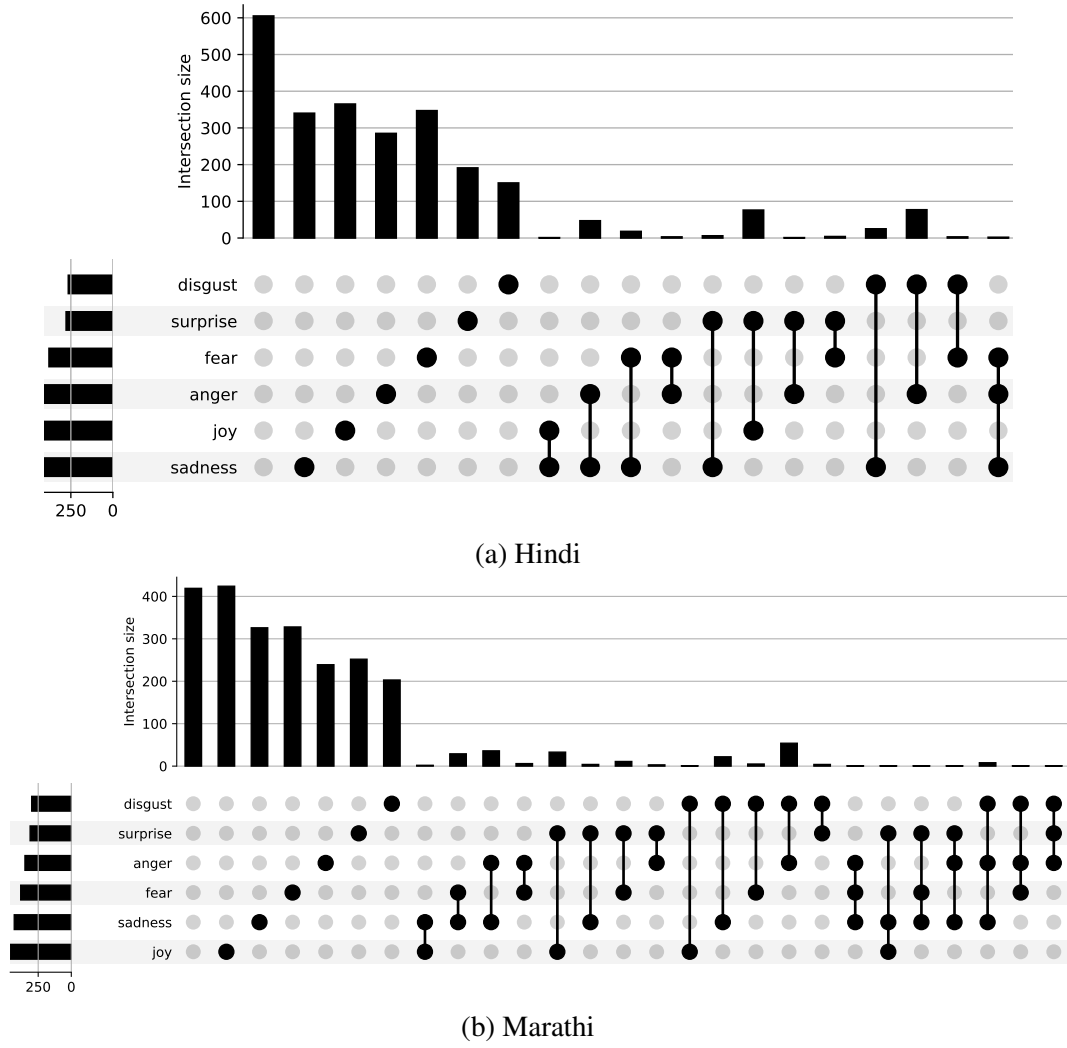 600
500
400
300
200
100
0
Intersection size
disgust
surprise
fear
anger
joy
sadness
250 0
(a) Hindi
400
300
200
100
0
Intersection size
disgust
surprise
anger
fear
sadness
joy
250 0
(b) Marathi